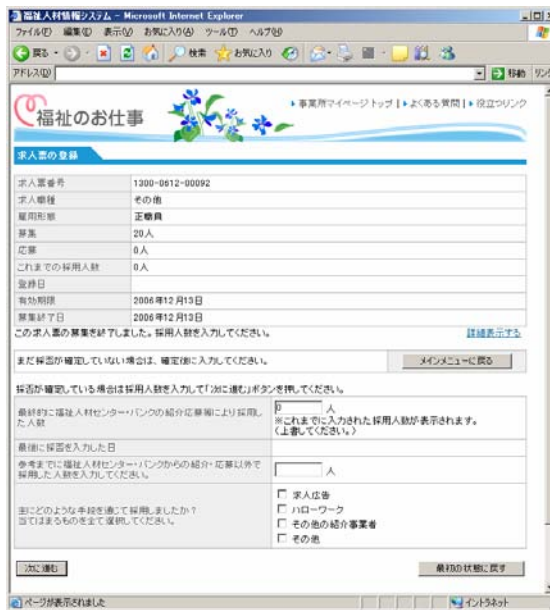 福祉人材情報システム - Microsoft Internet Explorer
ファイル(F) 編集(E) 表示(V) お気に入り(A) ツール(T) ヘルプ(H)
戻る 検索 お気に入り
アドレス(D) 移動 リンク
福祉のお仕事
事業所マイページトップ | よくある質問 | 役立つリンク
求人票の登録
求人票番号 1300-0612-00092
求人職種 その他
雇用形態 正職員
募集 20人
応募 0人
これまでの採用人数 0人
登録日
有効期限 2006年12月13日
募集終了日 2006年12月13日
この求人票の募集を終了しました。採用人数を入力してください。 詳細表示する
まだ採否が確定していない場合は、確定後に入力してください。 メインメニューに戻る
採否が確定している場合は採用人数を入力して「次に進む」ボタンを押してください。
最終的に福祉人材センター・バンクの紹介応募等により採用した人数
0 人
※これまでに入力された採用人数が表示されます。
(上書してください。)
最後に採否を入力した日
参考までに福祉人材センター・バンクからの紹介・応募以外で採用した人数を入力してください。
人
主にどのような手段を通じて採用しましたか?
当てはまるものを全て選択してください。
求人広告
ハローワーク
その他の紹介事業者
その他
次に進む 最初の状態に戻す
ページが表示されました イントラネット